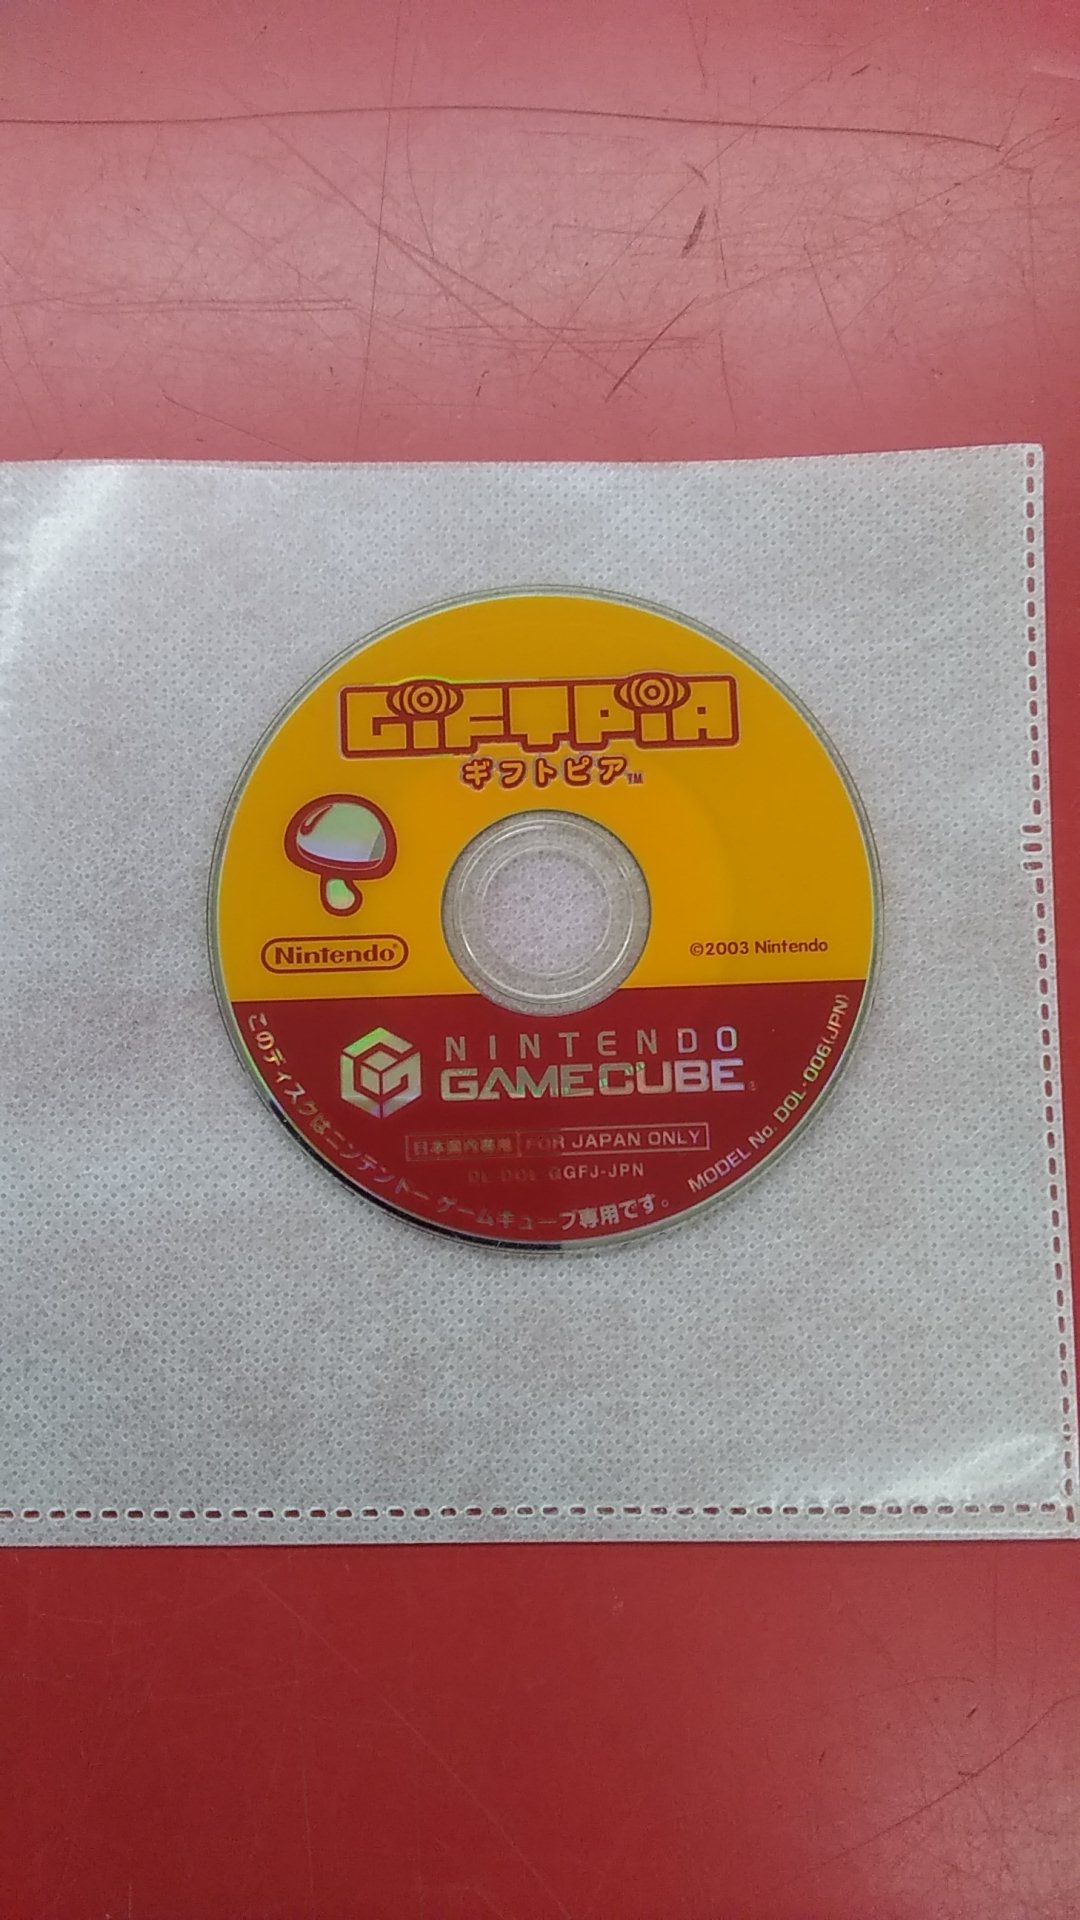 GiFTPiA
ギフトピア™
Nintendo®
©2003 Nintendo
NINTENDO
GAMECUBE®
日本国内専用 FOR JAPAN ONLY
DL-DOL-GGFJ-JPN
このディスクはニンテンドー ゲームキューブ専用です。
MODEL No. DOL-006(JPN)